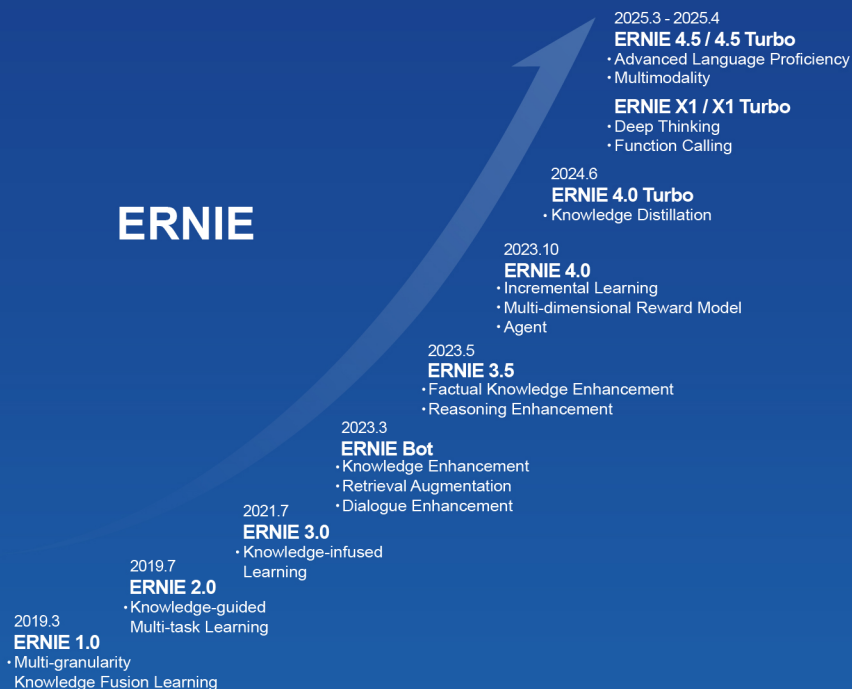 2025.3 - 2025.4
ERNIE 4.5 / 4.5 Turbo
· Advanced Language Proficiency
· Multimodality
ERNIE X1 / X1 Turbo
· Deep Thinking
· Function Calling
2024.6
ERNIE 4.0 Turbo
· Knowledge Distillation
ERNIE
2023.10
ERNIE 4.0
· Incremental Learning
· Multi-dimensional Reward Model
· Agent
2023.5
ERNIE 3.5
· Factual Knowledge Enhancement
· Reasoning Enhancement
2023.3
ERNIE Bot
· Knowledge Enhancement
· Retrieval Augmentation
· Dialogue Enhancement
2021.7
ERNIE 3.0
· Knowledge-infused
Learning
2019.7
ERNIE 2.0
· Knowledge-guided
Multi-task Learning
2019.3
ERNIE 1.0
· Multi-granularity
Knowledge Fusion Learning